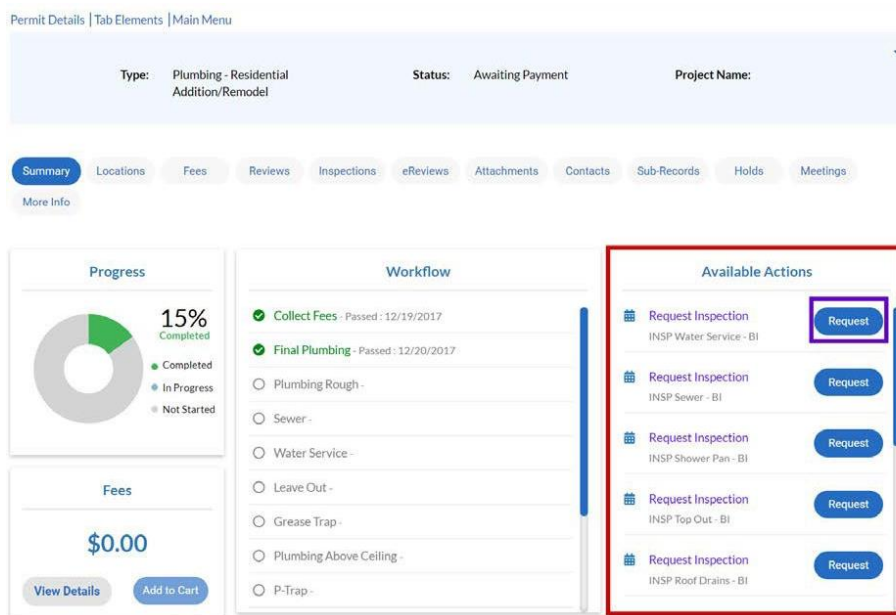 Permit Details | Tab Elements | Main Menu
Type: Plumbing - Residential Addition/Remodel
Status: Awaiting Payment
Project Name:
Summary Locations Fees Reviews Inspections eReviews Attachments Contacts Sub-Records Holds Meetings
More Info
Progress
15%
Completed
Completed
In Progress
Not Started
Fees
$0.00
View Details Add to Cart
Workflow
Collect Fees - Passed : 12/19/2017
Final Plumbing - Passed : 12/20/2017
Plumbing Rough -
Sewer -
Water Service -
Leave Out -
Grease Trap -
Plumbing Above Ceiling -
P-Trap -
Available Actions
Request Inspection Request
INSP Water Service - BI
Request Inspection Request
INSP Sewer - BI
Request Inspection Request
INSP Shower Pan - BI
Request Inspection Request
INSP Top Out - BI
Request Inspection Request
INSP Roof Drains - BI